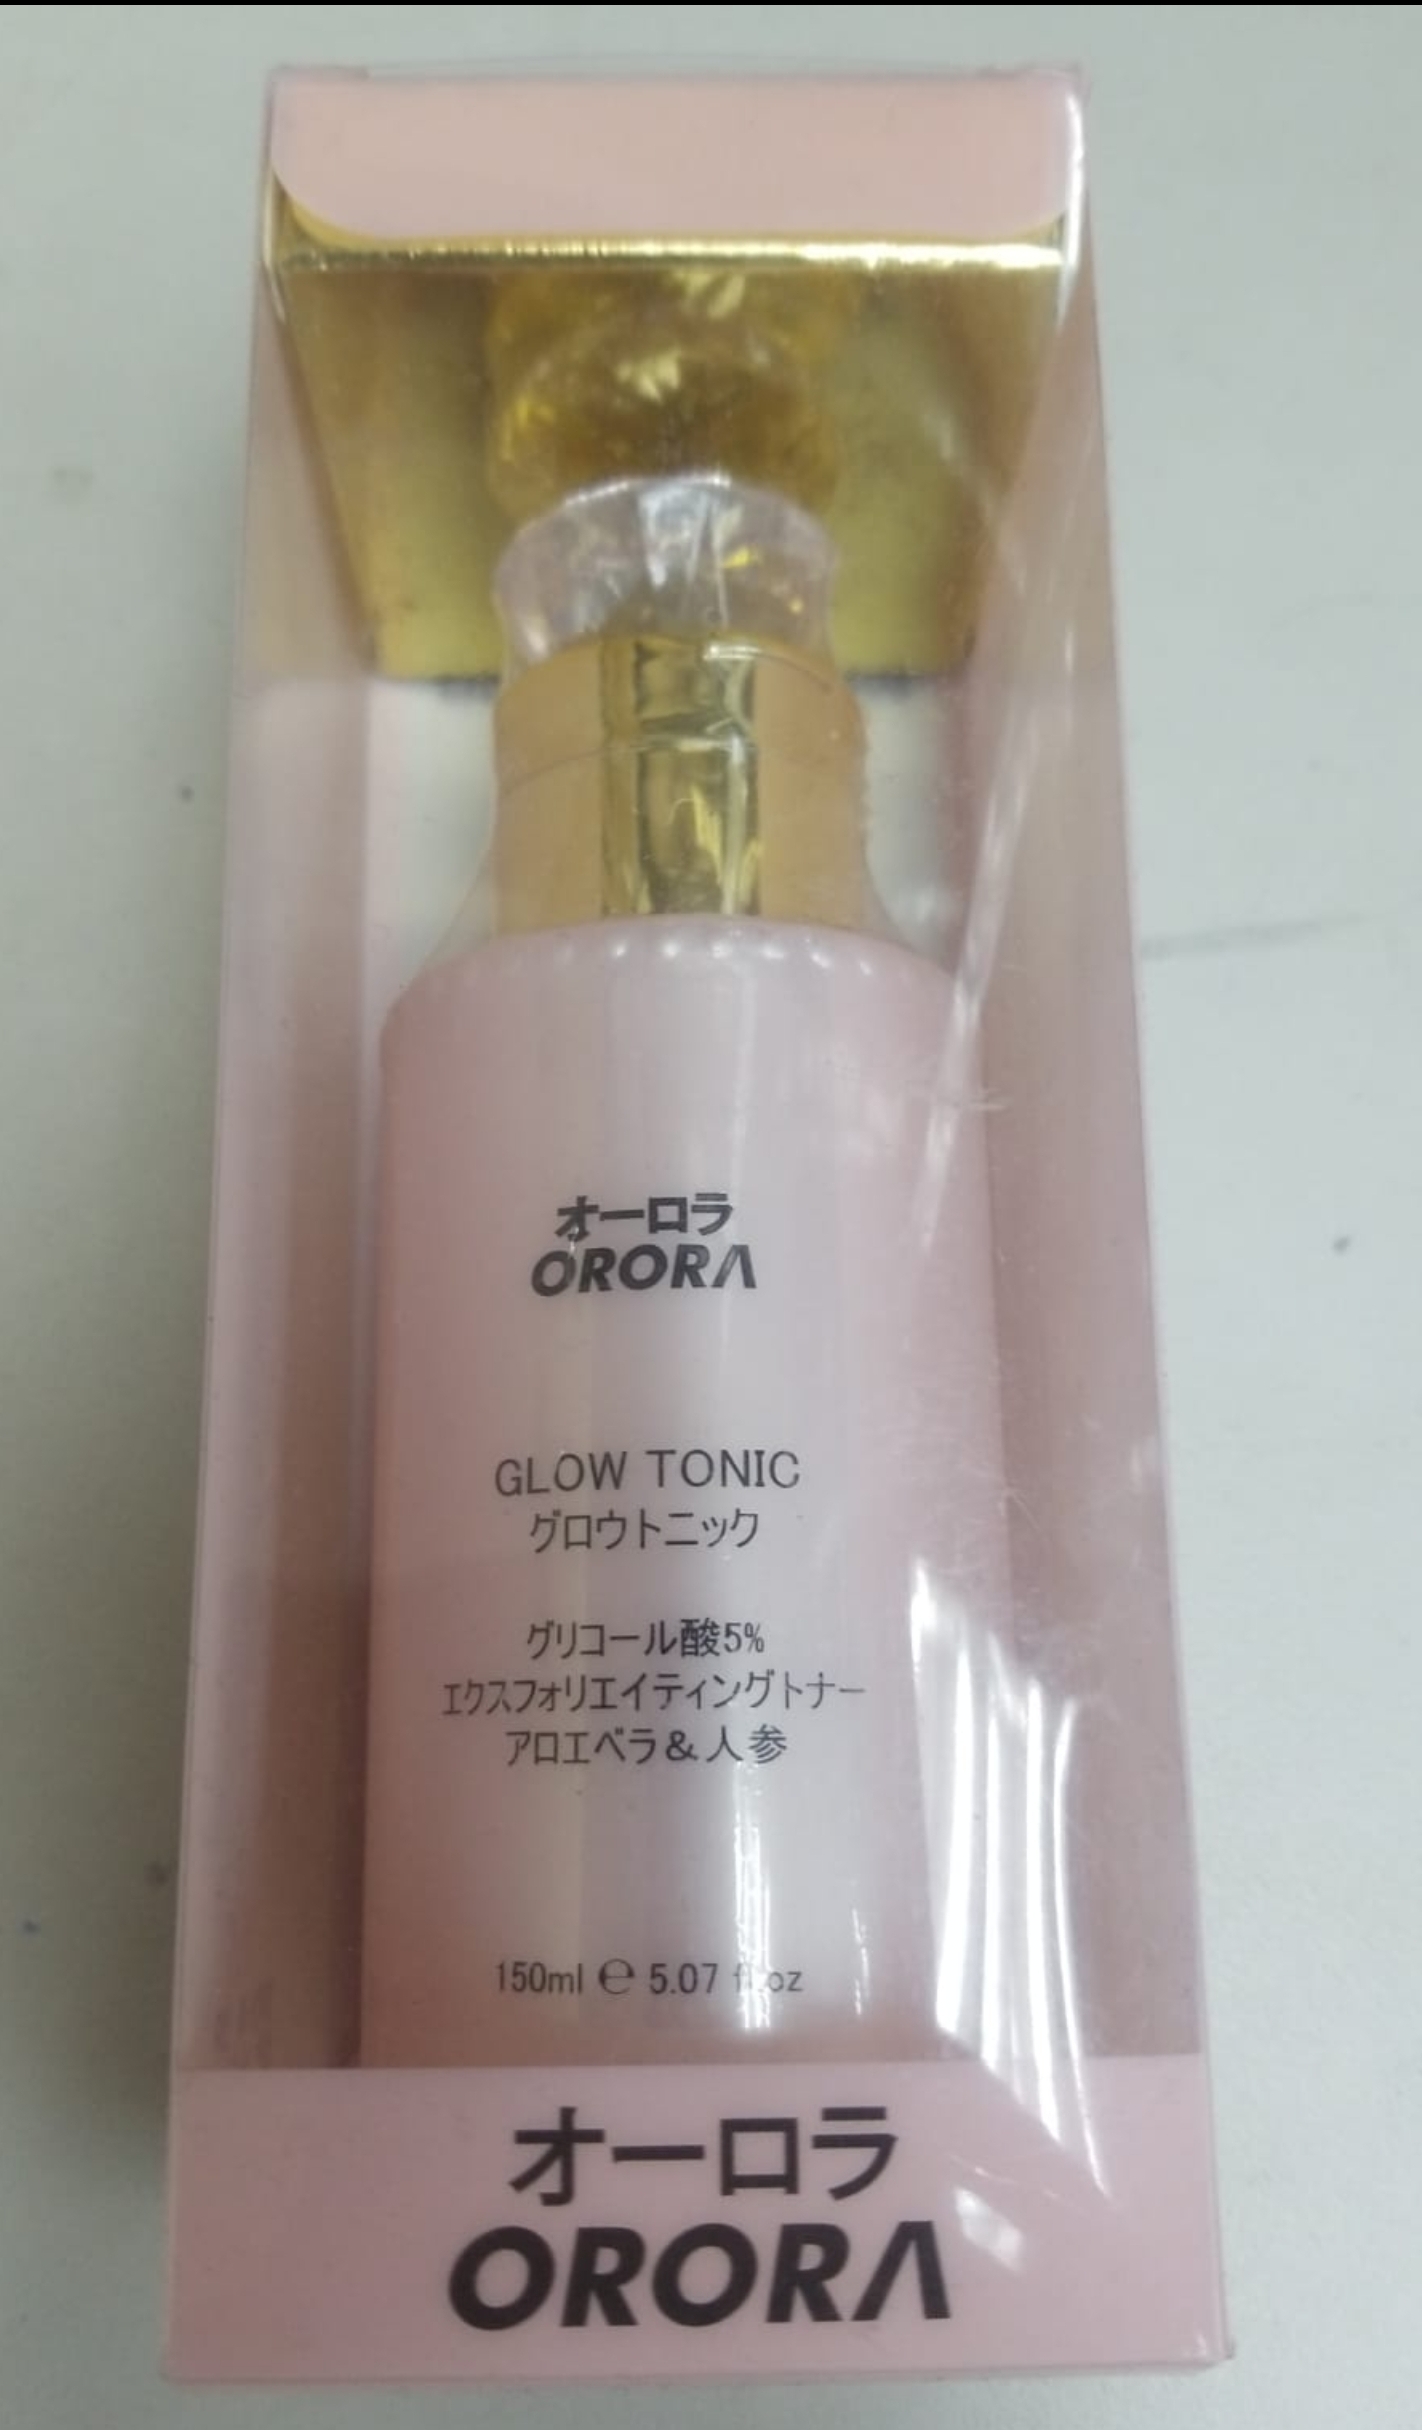 オーロラ
ORORA
GLOW TONIC
グロウトニック
グリコール酸5%
エクスフォリエイティングトナー
アロエベラ&人参
150ml ℮ 5.07 fl.oz
オーロラ
ORORA